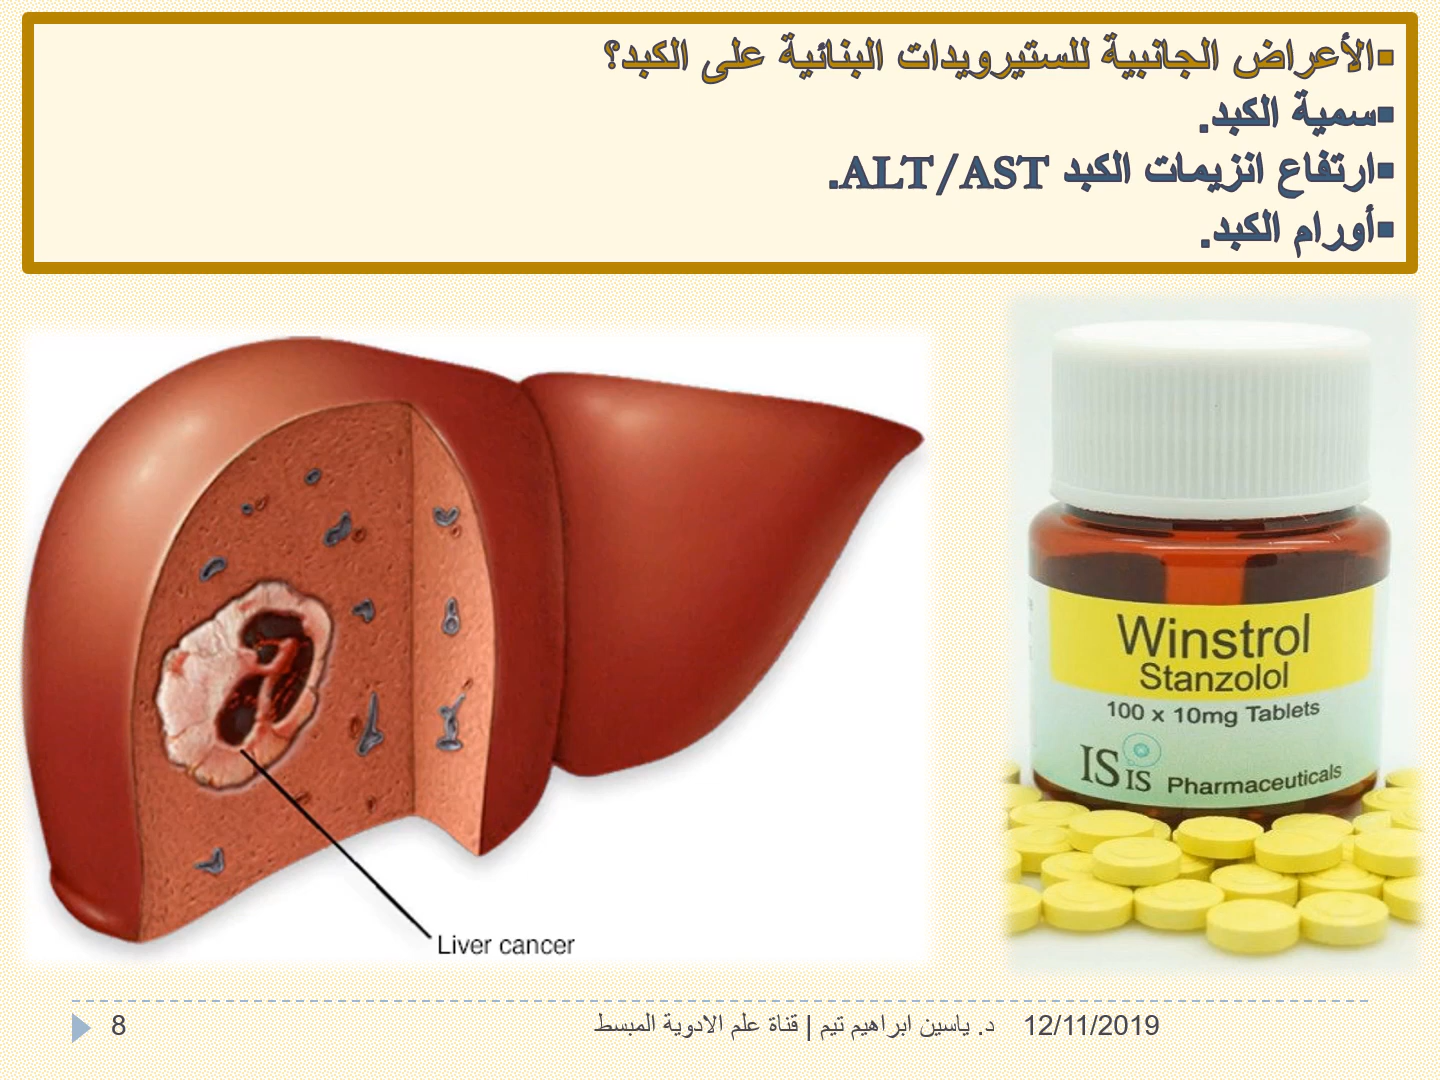 ▪الأعراض الجانبية للستيرويدات البنائية على الكبد؟
▪سمية الكبد.
▪ارتفاع انزيمات الكبد ALT/AST.
▪أورام الكبد.
Winstrol
Stanzolol
100 x 10mg Tablets
ISIS Pharmaceuticals
Liver cancer
12/11/2019
د. ياسين ابراهيم تيم | قناة علم الادوية المبسط
8